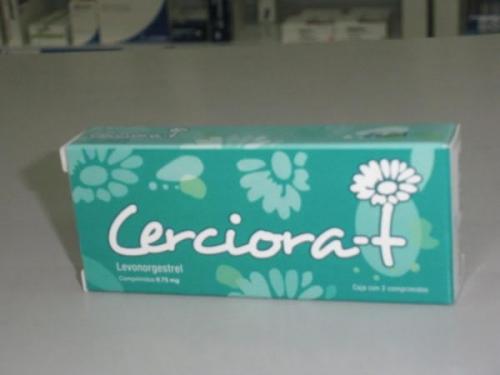 Cerciora-t
Levonorgestrel
Comprimidos 0.75 mg
Caja con 2 comprimidos